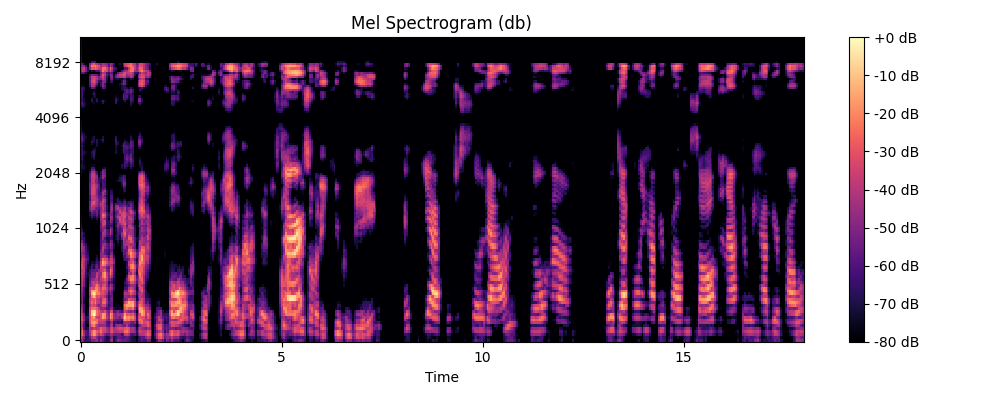 Mel Spectrogram (db)
+0 dB
8192
-10 dB
4096
-20 dB
-30 dB
2048
Hz
-40 dB
1024
-50 dB
-60 dB
512
-70 dB
0
-80 dB
0 5 10 15
Time